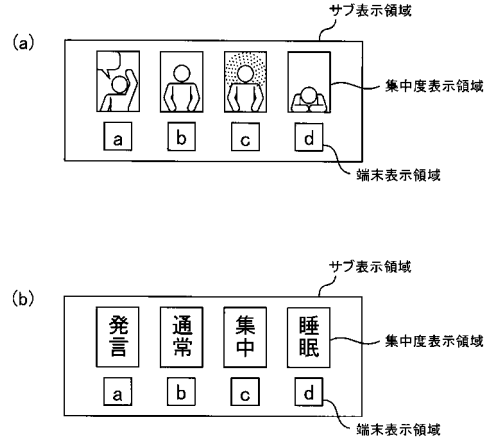 (a)
サブ表示領域
集中度表示領域
a b c d
端末表示領域
(b)
サブ表示領域
発言 通常 集中 睡眠
集中度表示領域
a b c d
端末表示領域